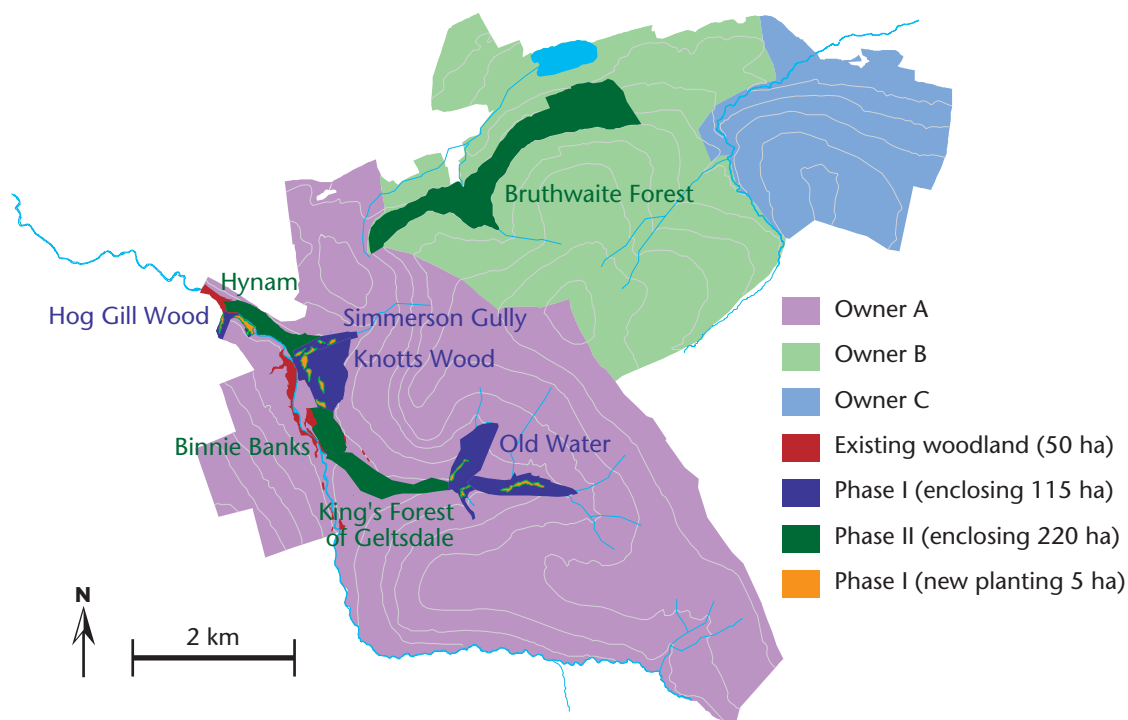 Bruthwaite Forest
Hynam
Hog Gill Wood
Simmerson Gully
Knotts Wood
Binnie Banks
Old Water
King's Forest
of Geltsdale
Owner A
Owner B
Owner C
Existing woodland (50 ha)
Phase I (enclosing 115 ha)
Phase II (enclosing 220 ha)
Phase I (new planting 5 ha)
N
2 km